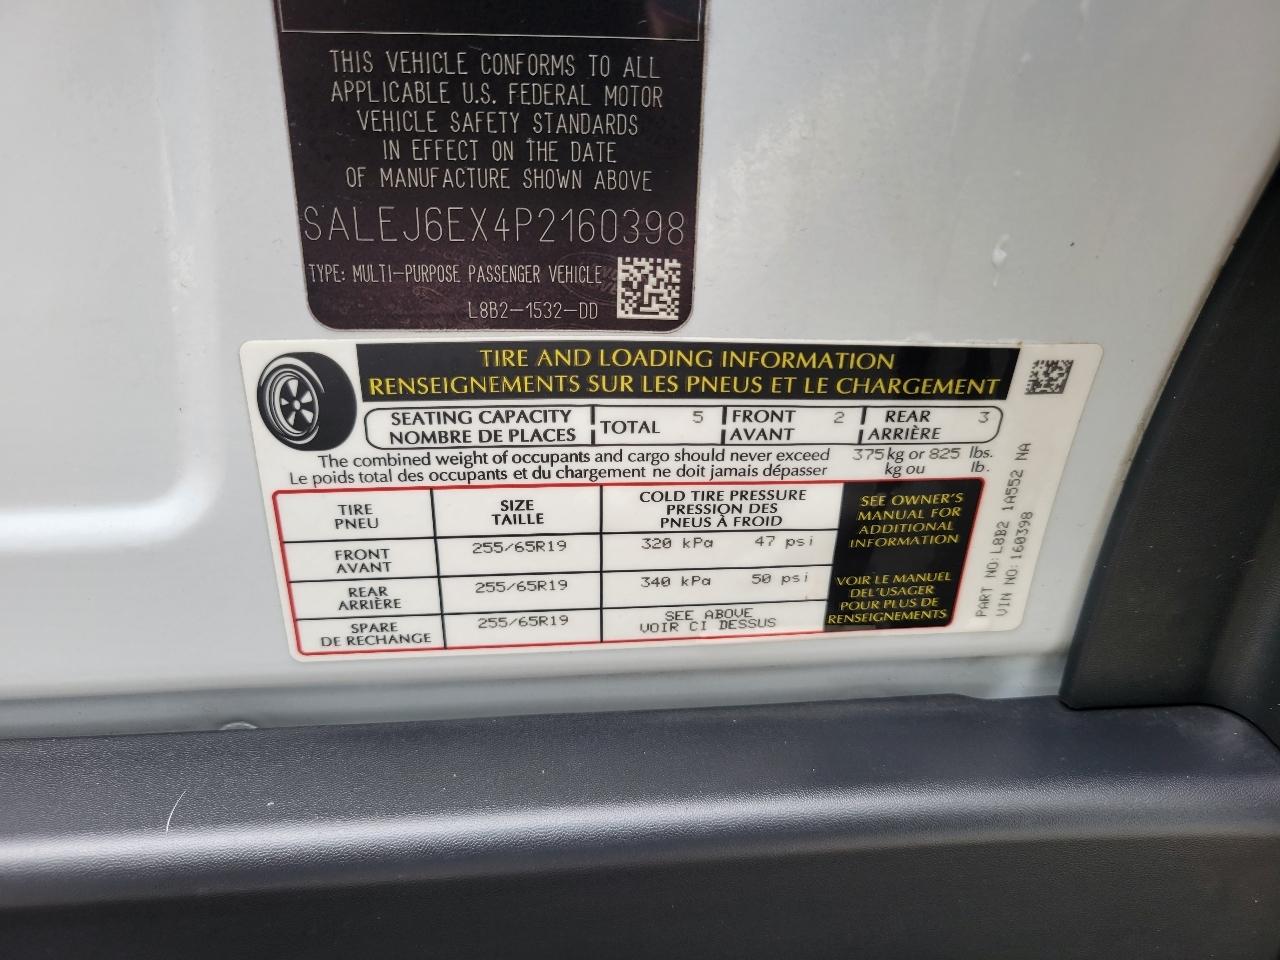 THIS VEHICLE CONFORMS TO ALL
APPLICABLE U.S. FEDERAL MOTOR
VEHICLE SAFETY STANDARDS
IN EFFECT ON THE DATE
OF MANUFACTURE SHOWN ABOVE
SALEJ6EX4P2160398
TYPE: MULTI-PURPOSE PASSENGER VEHICLE
L8B2-1532-DD
TIRE AND LOADING INFORMATION
RENSEIGNEMENTS SUR LES PNEUS ET LE CHARGEMENT
SEATING CAPACITY
NOMBRE DE PLACES
TOTAL 5
FRONT 2
AVANT
REAR 3
ARRIÈRE
The combined weight of occupants and cargo should never exceed 375 kg or 825 lbs.
Le poids total des occupants et du chargement ne doit jamais dépasser kg ou lb.
TIRE
PNEU
SIZE
TAILLE
COLD TIRE PRESSURE
PRESSION DES
PNEUS À FROID
FRONT
AVANT
255/65R19
320 kPa 47 psi
REAR
ARRIÈRE
255/65R19
340 kPa 50 psi
SPARE
DE RECHANGE
255/65R19
SEE ABOVE
VOIR CI DESSUS
SEE OWNER'S
MANUAL FOR
ADDITIONAL
INFORMATION
VOIR LE MANUEL
DEL'USAGER
POUR PLUS DE
RENSEIGNEMENTS
PART NO: L8B2 1A552 NA
VIN NO: 160398